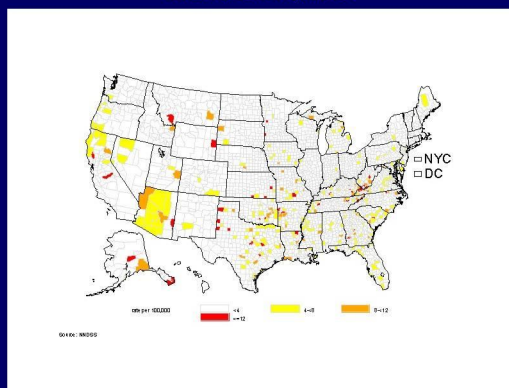 NYC
DC
rate per 100,000
<4
4-<8
8-<12
>=12
Source: NNDSS